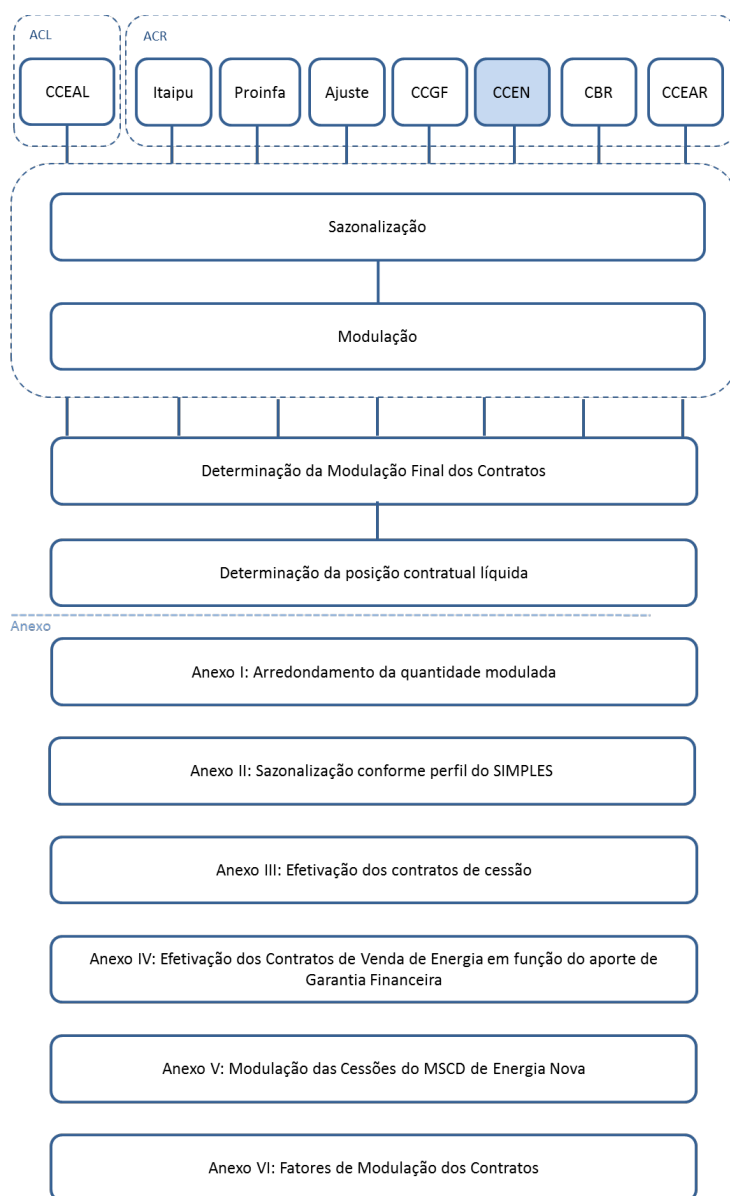 ACL
ACR
CCEAL
Itaipu
Proinfa
Ajuste
CCGF
CCEN
CBR
CCEAR
Sazonalização
Modulação
Determinação da Modulação Final dos Contratos
Determinação da posição contratual líquida
Anexo
Anexo I: Arredondamento da quantidade modulada
Anexo II: Sazonalização conforme perfil do SIMPLES
Anexo III: Efetivação dos contratos de cessão
Anexo IV: Efetivação dos Contratos de Venda de Energia em função do aporte de
Garantia Financeira
Anexo V: Modulação das Cessões do MSCD de Energia Nova
Anexo VI: Fatores de Modulação dos Contratos